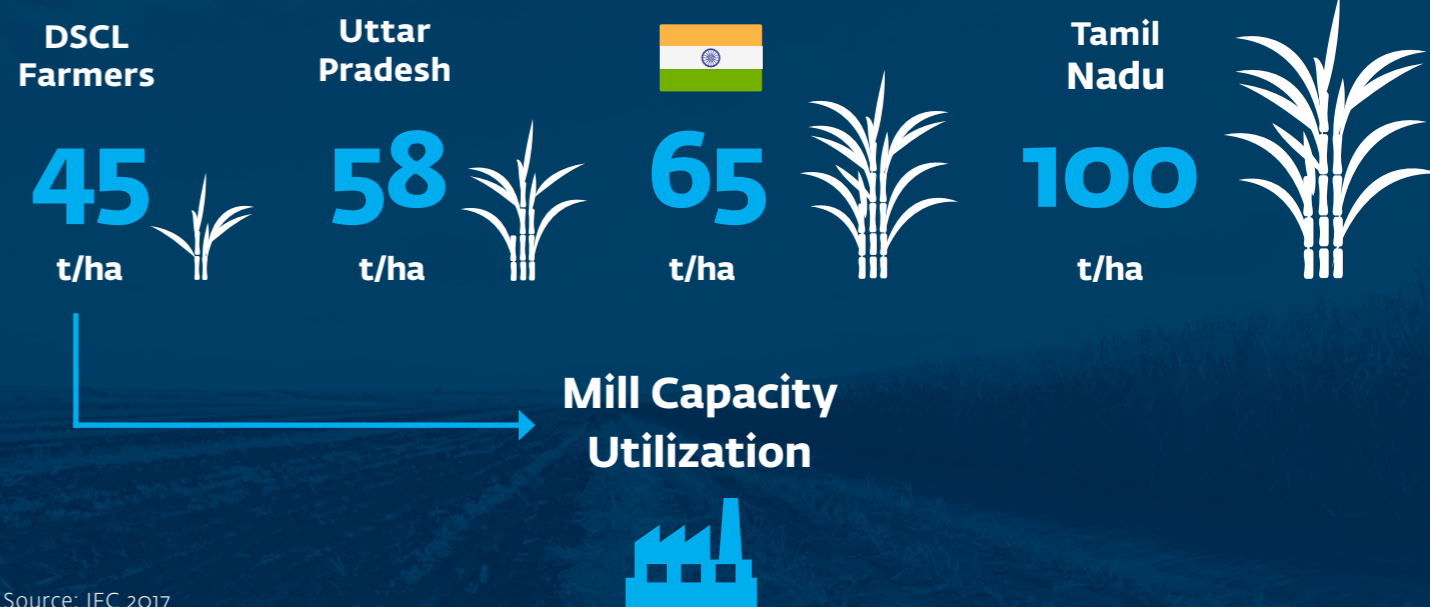 DSCL
Farmers
45
t/ha
Uttar
Pradesh
58
t/ha
65
t/ha
Tamil
Nadu
100
t/ha
Mill Capacity
Utilization
Source: IFC 2017